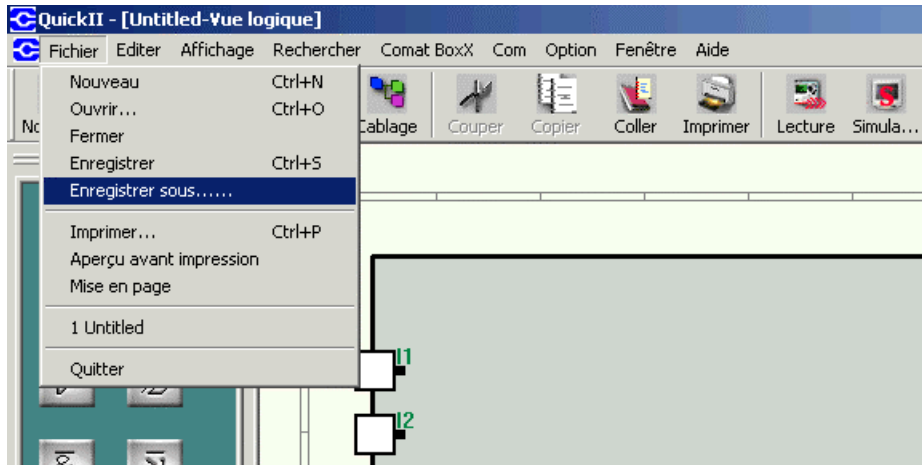 QuickII - [Untitled-Vue logique]
Fichier Editer Affichage Rechercher Comat BoxX Com Option Fenêtre Aide
Nouveau Ctrl+N
Ouvrir... Ctrl+O
Fermer
Enregistrer Ctrl+S
Enregistrer sous......
Imprimer... Ctrl+P
Aperçu avant impression
Mise en page
1 Untitled
Quitter
Cablage Couper Copier Coller Imprimer Lecture Simula...
I1
I2
&